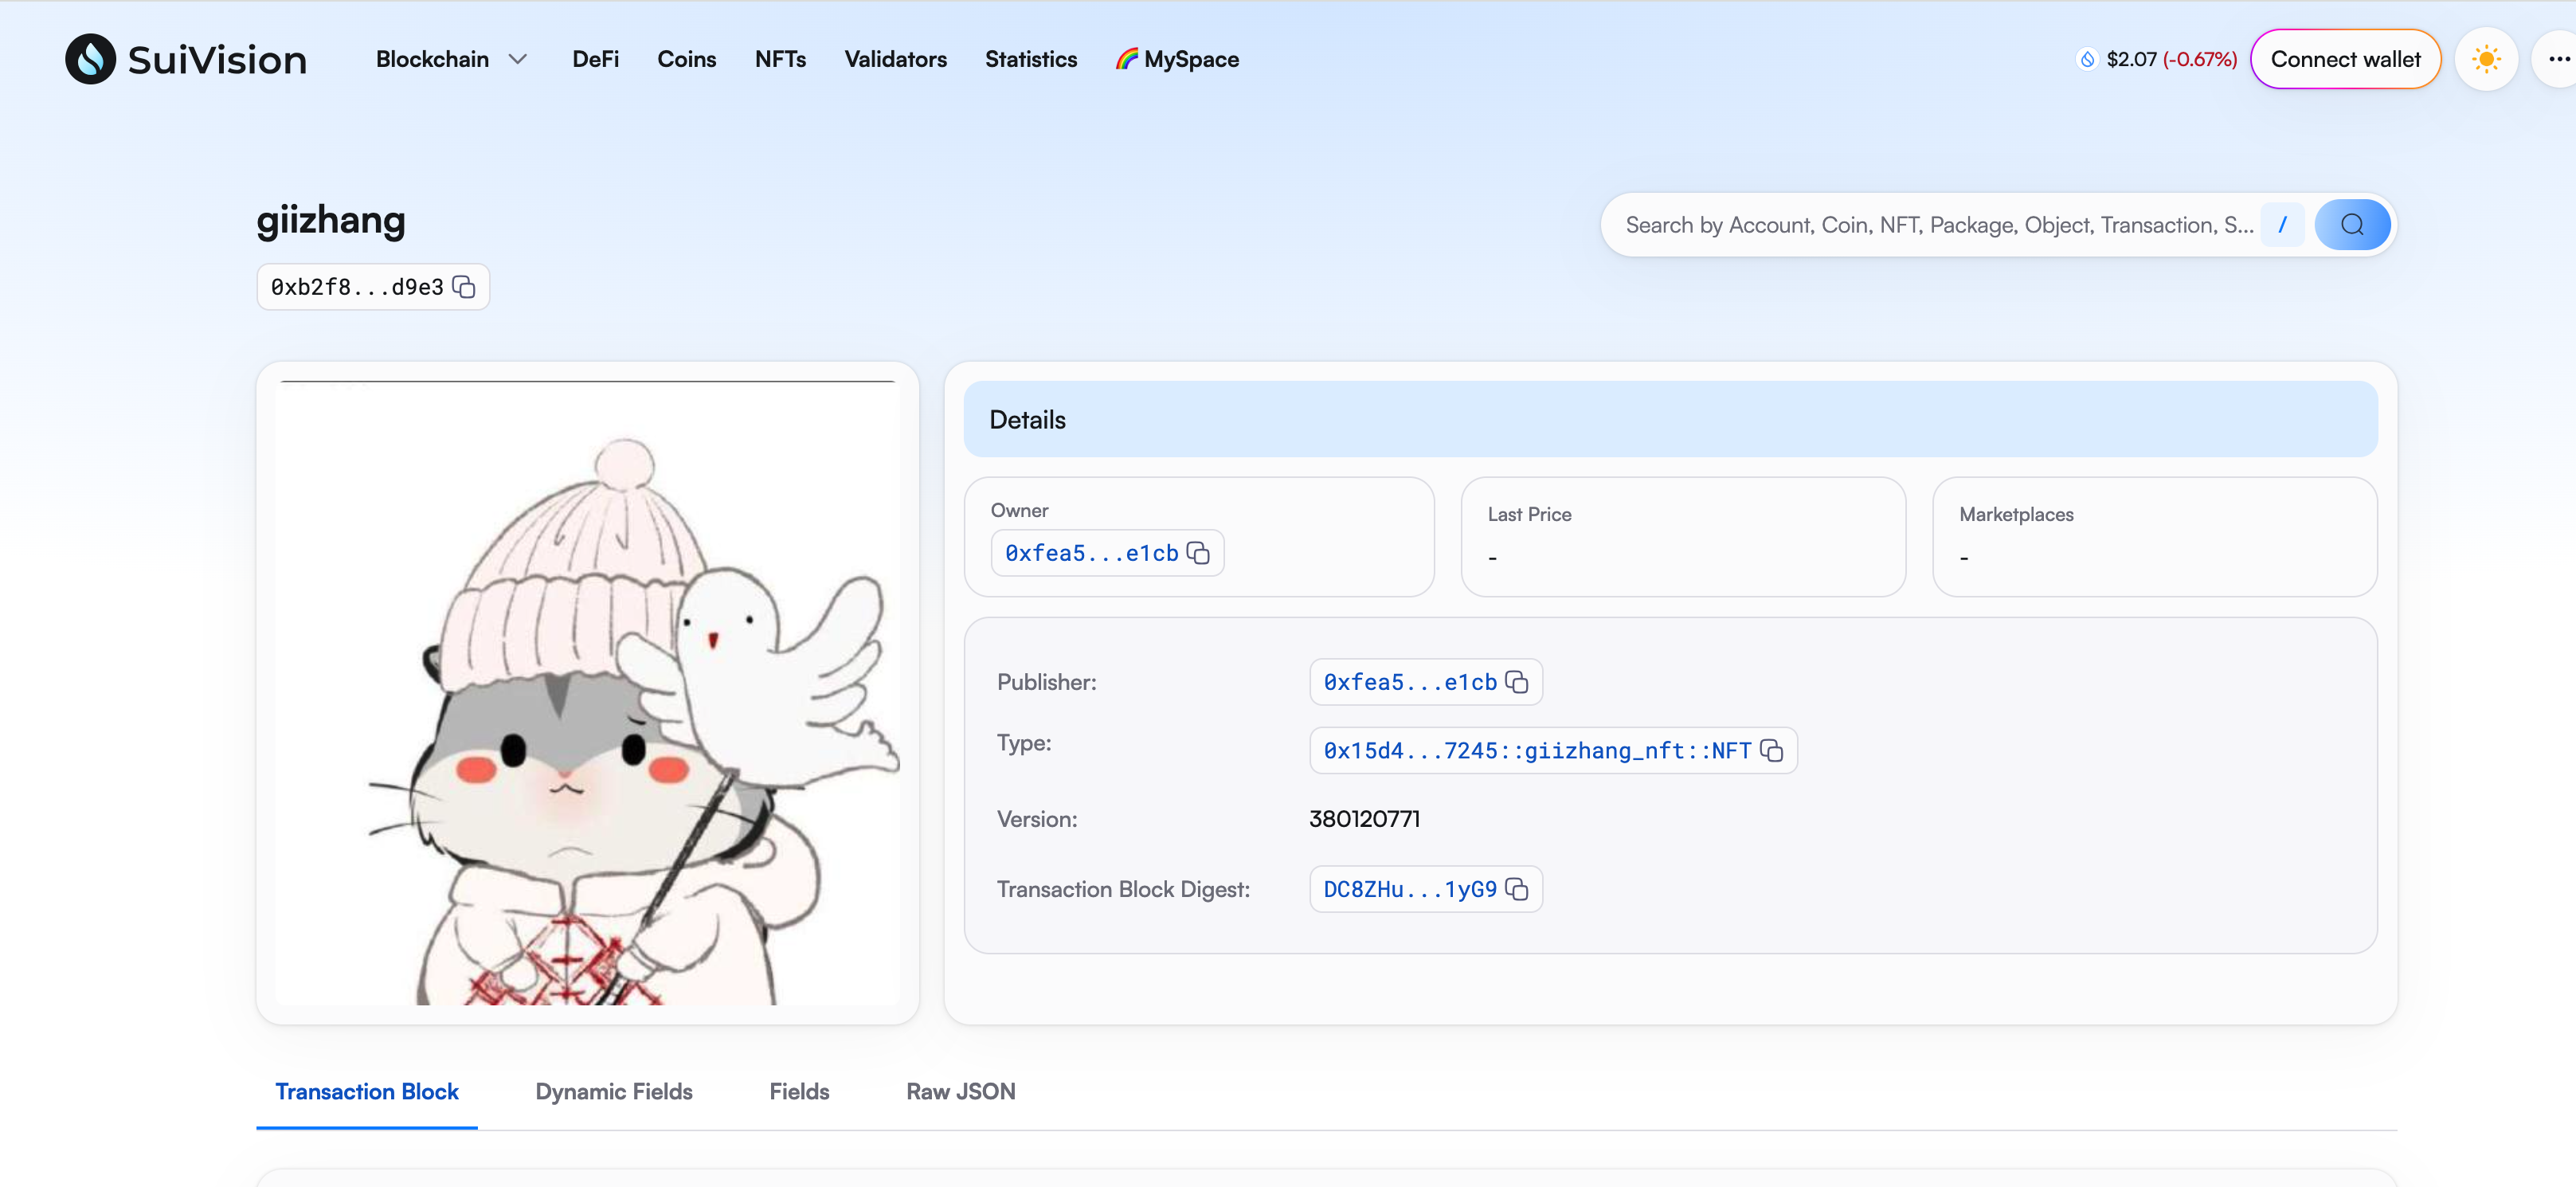 SuiVision
Blockchain DeFi Coins NFTs Validators Statistics MySpace
$2.07 (-0.67%) Connect wallet
giizhang
0xb2f8...d9e3
Search by Account, Coin, NFT, Package, Object, Transaction, S... /
Details
Owner
0xfea5...e1cb
Last Price
-
Marketplaces
-
Publisher: 0xfea5...e1cb
Type: 0x15d4...7245::giizhang_nft::NFT
Version: 380120771
Transaction Block Digest: DC8ZHu...1yG9
Transaction Block Dynamic Fields Fields Raw JSON